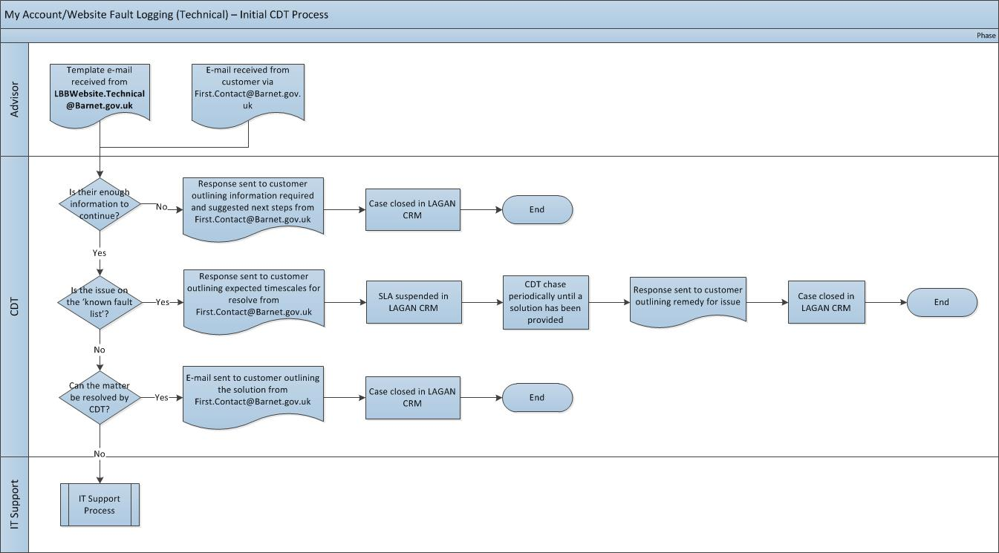 My Account/Website Fault Logging (Technical) – Initial CDT Process
Phase
Advisor
Template e-mail
received from
LBBWebsite.Technical
@Barnet.gov.uk
E-mail received from
customer via
First.Contact@Barnet.gov.
uk
CDT
Is their enough
information to
continue?
No
Response sent to customer
outlining information required
and suggested next steps from
First.Contact@Barnet.gov.uk
Case closed in LAGAN
CRM
End
Yes
Is the issue on
the ‘known fault
list’?
Yes
Response sent to customer
outlining expected timescales for
resolve from
First.Contact@Barnet.gov.uk
SLA suspended in
LAGAN CRM
CDT chase
periodically until a
solution has been
provided
Response sent to customer
outlining remedy for issue
Case closed in
LAGAN CRM
End
No
Can the matter
be resolved by
CDT?
Yes
E-mail sent to customer outlining
the solution from
First.Contact@Barnet.gov.uk
Case closed in LAGAN
CRM
End
No
IT Support
IT Support
Process